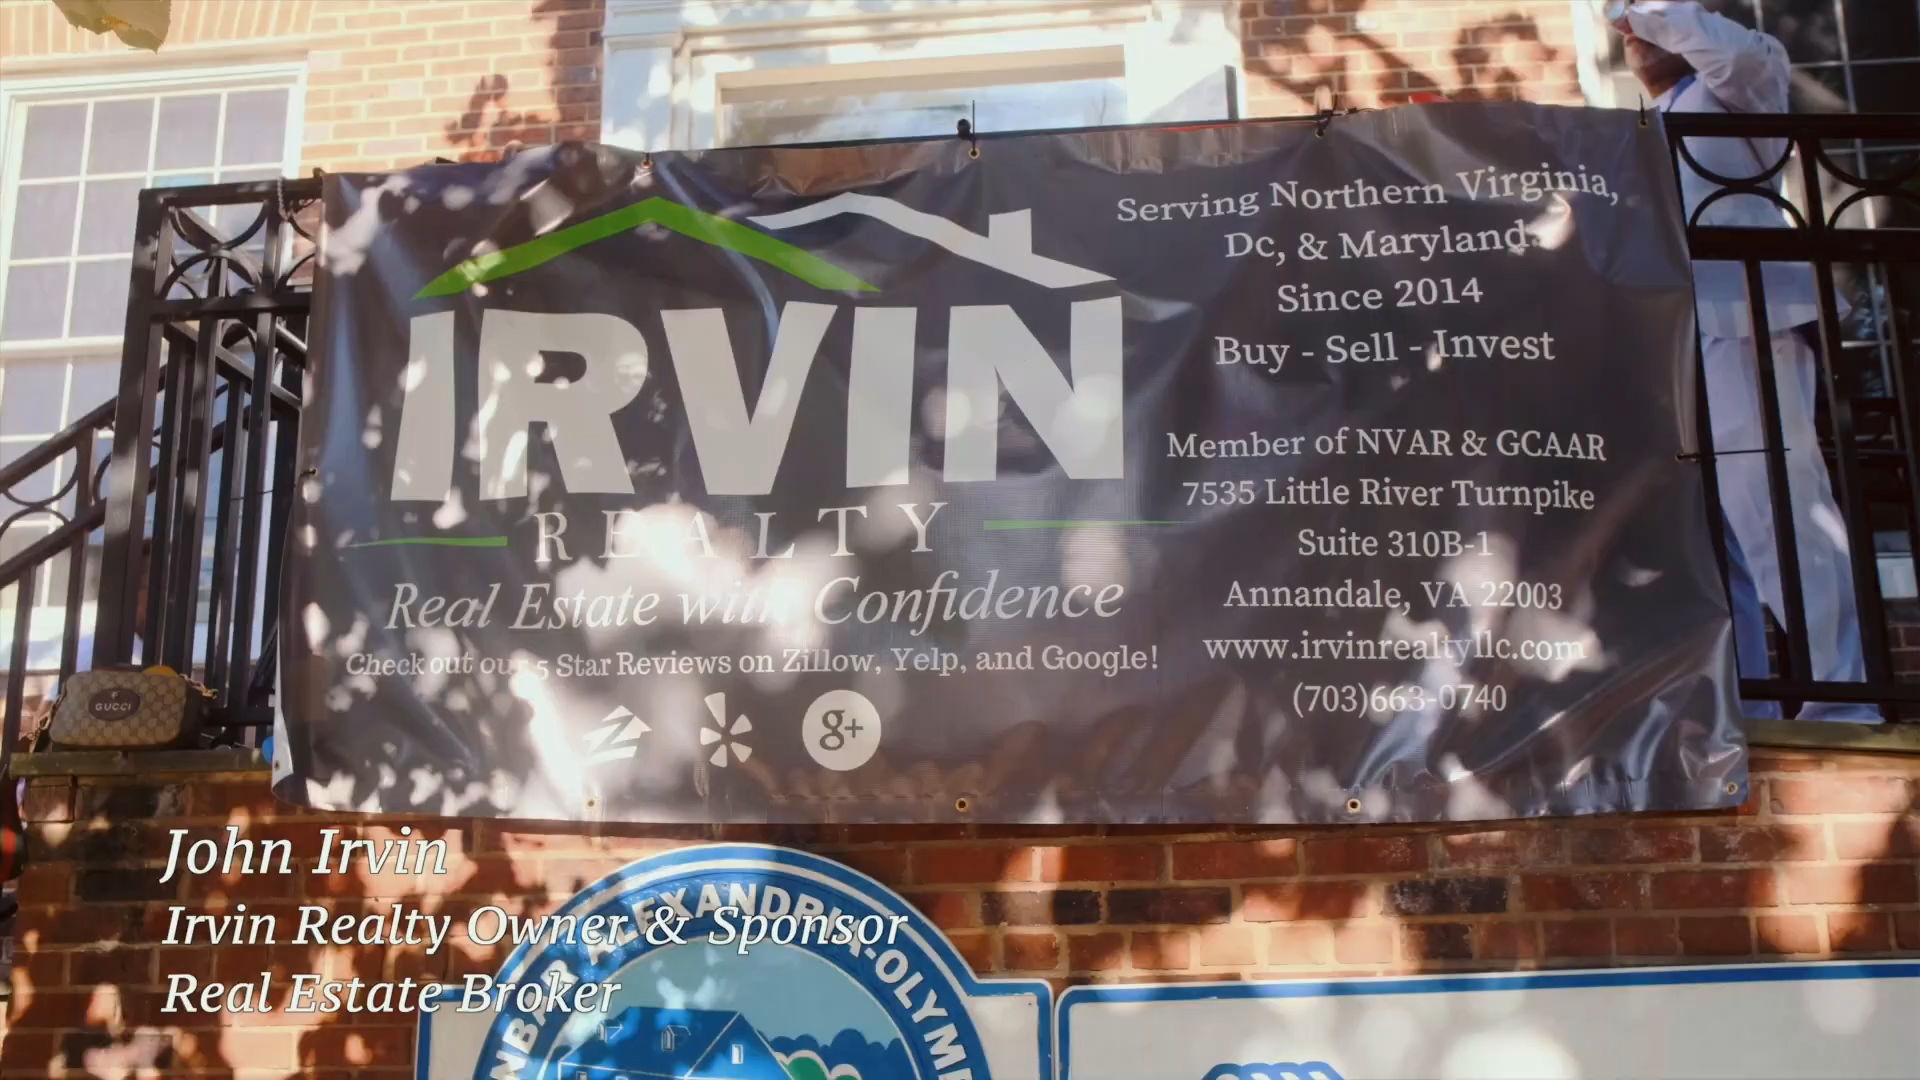 IRVIN
REALTY
Real Estate with Confidence
Check out our 5 Star Reviews on Zillow, Yelp, and Google!
Z
g+
Serving Northern Virginia,
Dc, & Maryland
Since 2014
Buy - Sell - Invest
Member of NVAR & GCAAR
7535 Little River Turnpike
Suite 310B-1
Annandale, VA 22003
www.irvinrealtyllc.com
(703)663-0740
GUCCI
John Irvin
Irvin Realty Owner & Sponsor
Real Estate Broker
ALEXANDRIA-OLYM